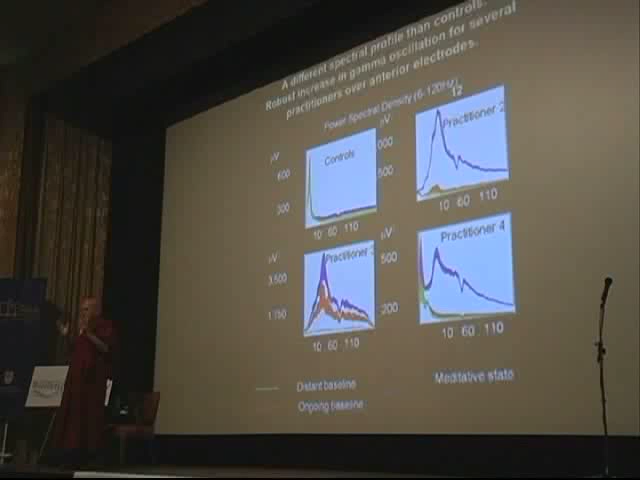 A different spectral profile than controls.
Robust increase in gamma oscillation for several
practitioners over anterior electrodes.
Power Spectral Density (6-120Hz)
12
µV
600
300
Controls
10 60 110
µV
000
500
Practitioner 2
10 60 110
µV
3,500
1,750
Practitioner 3
10 60 110
µV
500
200
Practitioner 4
10 60 110
Distant baseline
Ongoing baseline
Meditative state